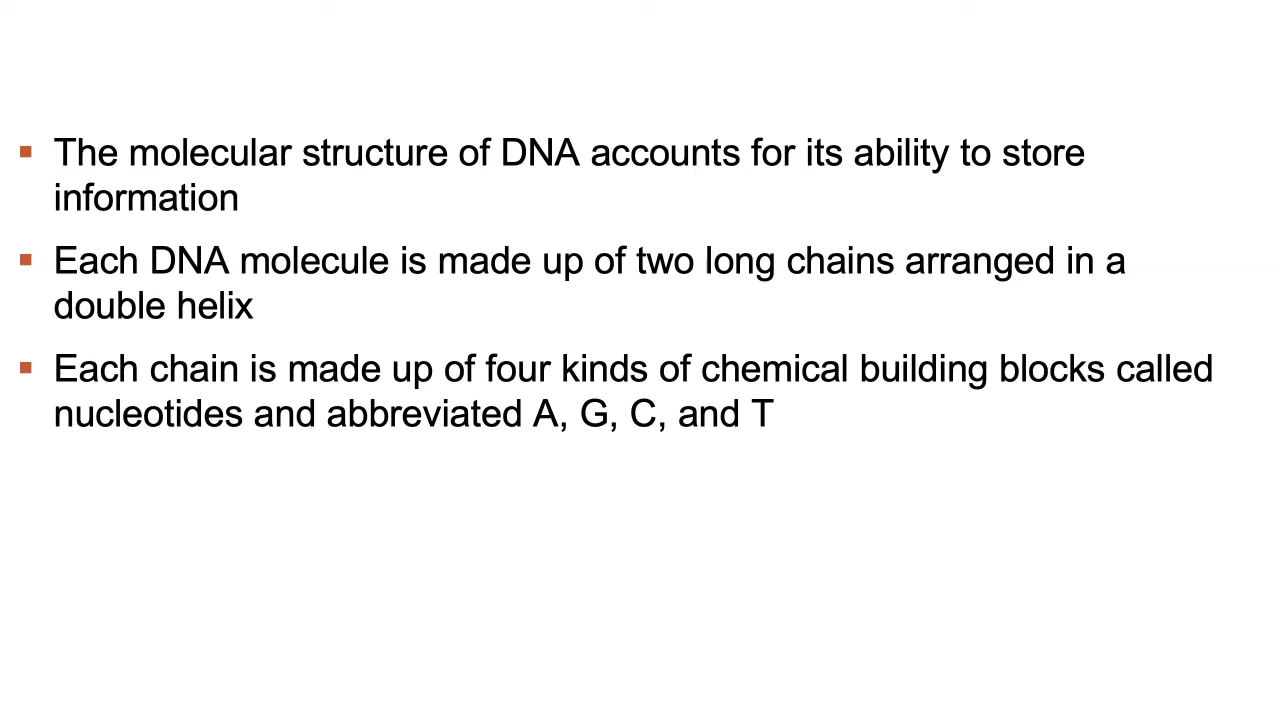 ▪ The molecular structure of DNA accounts for its ability to store
information
▪ Each DNA molecule is made up of two long chains arranged in a
double helix
▪ Each chain is made up of four kinds of chemical building blocks called
nucleotides and abbreviated A, G, C, and T